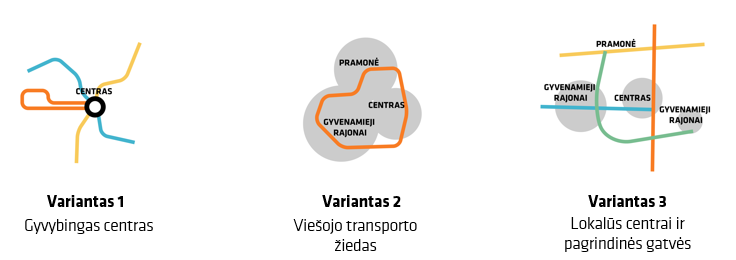 CENTRAS
Variantas 1
Gyvybingas centras
PRAMONĖ
CENTRAS
GYVENAMIEJI
RAJONAI
Variantas 2
Viešojo transporto
žiedas
PRAMONĖ
GYVENAMIEJI
RAJONAI
CENTRAS
GYVENAMIEJI
RAJONAI
Variantas 3
Lokalūs centrai ir
pagrindinės gatvės